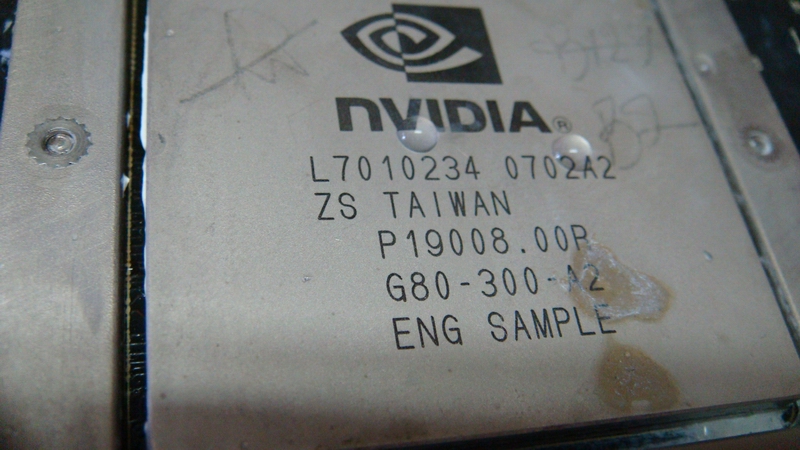 NVIDIA®
L7010234 0702A2
ZS TAIWAN
P19008.00P
G80-300-A2
ENG SAMPLE